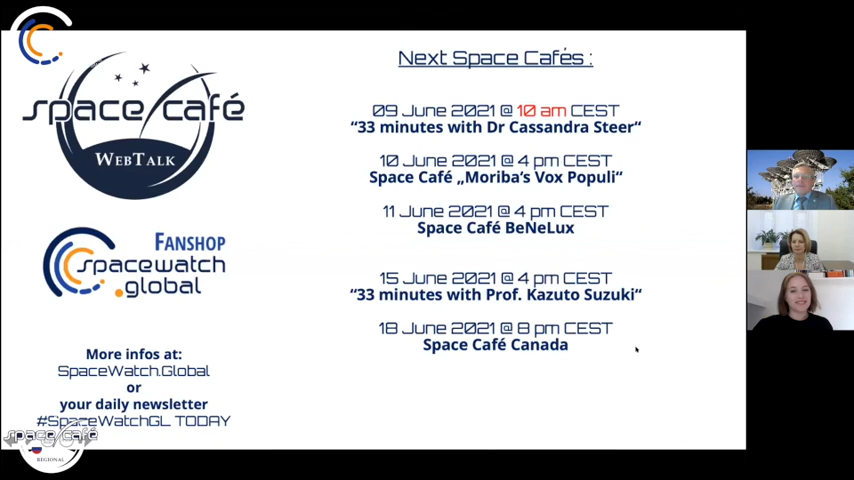 space café
WEBTALK
FANSHOP
spacewatch
.global
More infos at:
SpaceWatch.Global
or
your daily newsletter
#SpaceWatchGL TODAY
space café
REGIONAL
Next Space Cafés :
09 June 2021 @ 10 am CEST
“33 minutes with Dr Cassandra Steer“
10 June 2021 @ 4 pm CEST
Space Café „Moriba‘s Vox Populi“
11 June 2021 @ 4 pm CEST
Space Café BeNeLux
15 June 2021 @ 4 pm CEST
“33 minutes with Prof. Kazuto Suzuki“
18 June 2021 @ 8 pm CEST
Space Café Canada